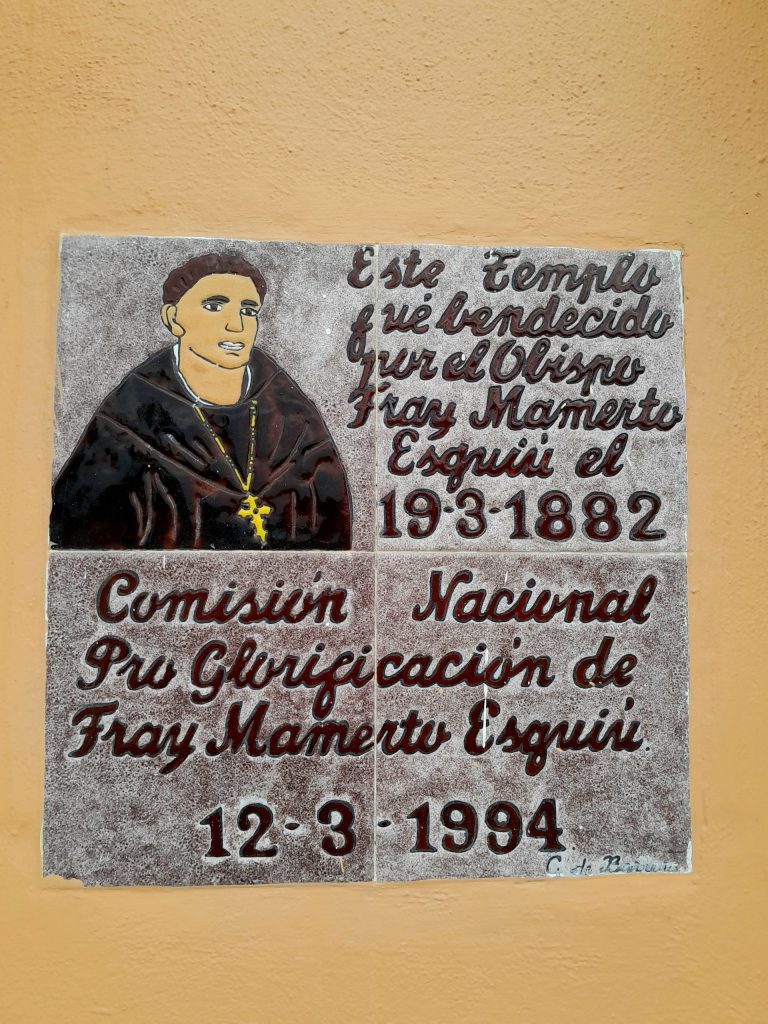 Este Templo
fué bendecido
por el Obispo
Fray Mamerto
Esquiú el
19-3-1882
Comisión Nacional
Pro Glorificación de
Fray Mamerto Esquiú.
12-3-1994
C. de